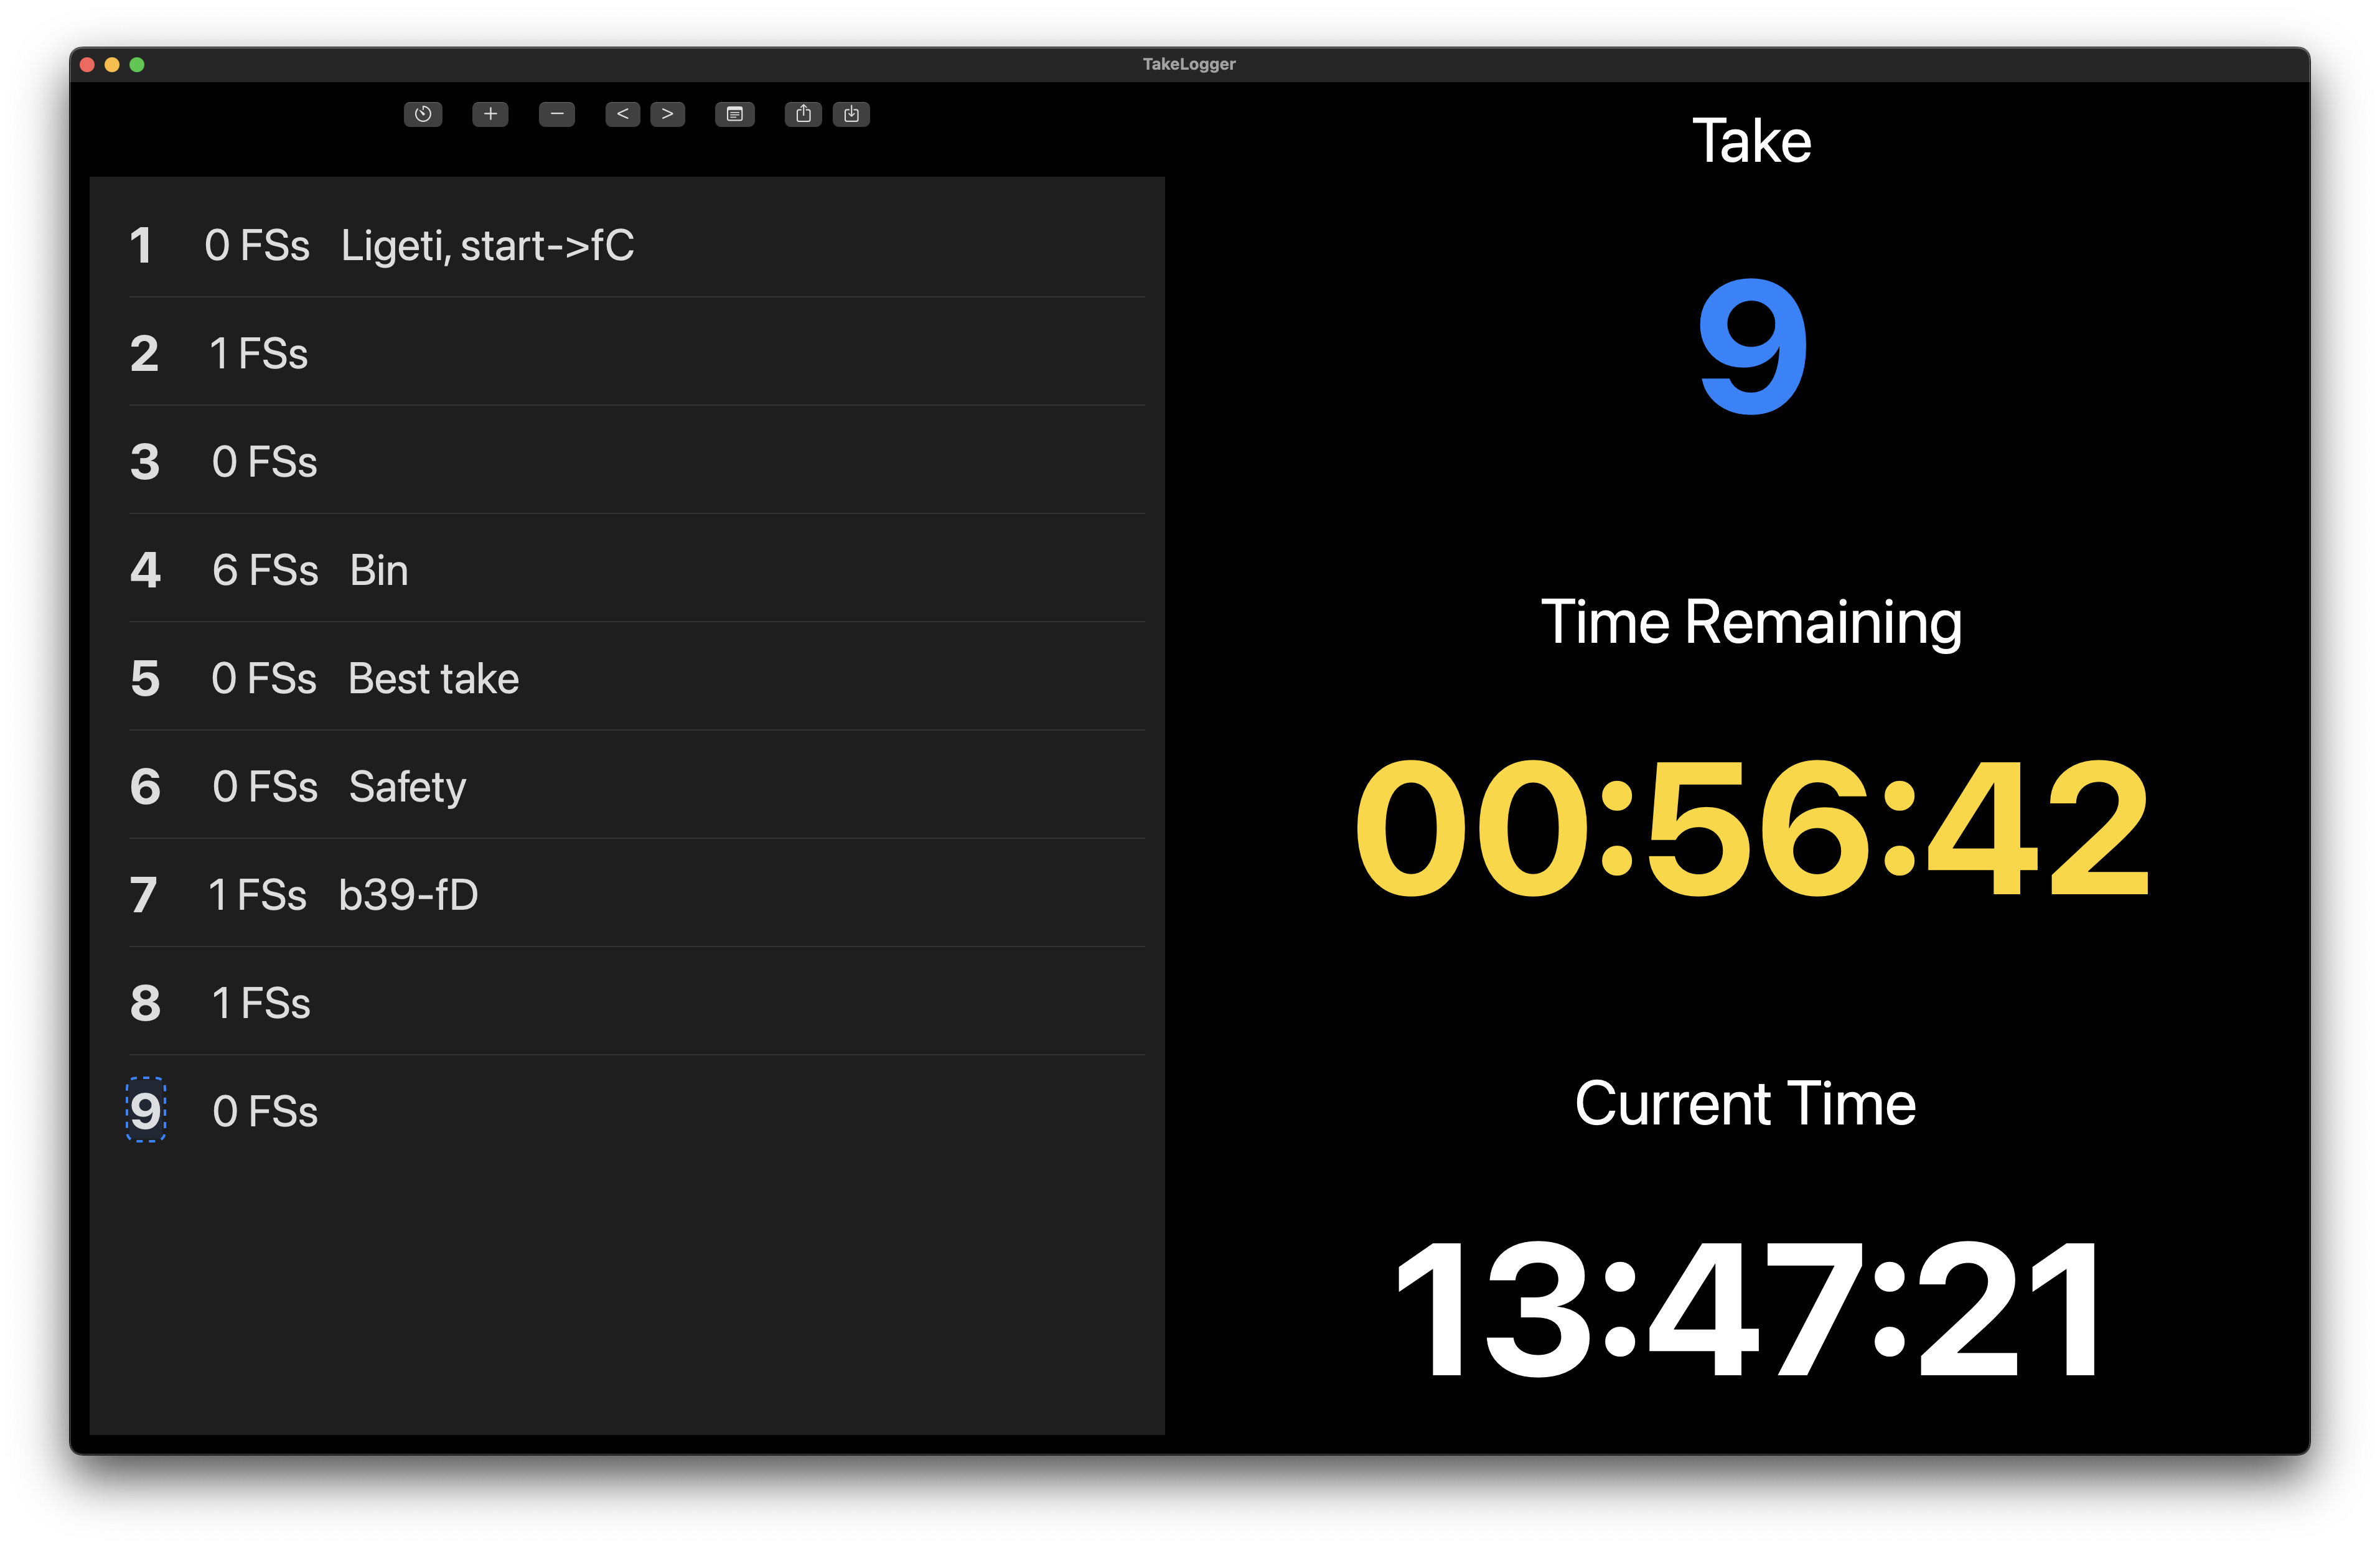 TakeLogger
+ − < >
1 0 FSs Ligeti, start->fC
2 1 FSs
3 0 FSs
4 6 FSs Bin
5 0 FSs Best take
6 0 FSs Safety
7 1 FSs b39-fD
8 1 FSs
9 0 FSs
Take
9
Time Remaining
00:56:42
Current Time
13:47:21